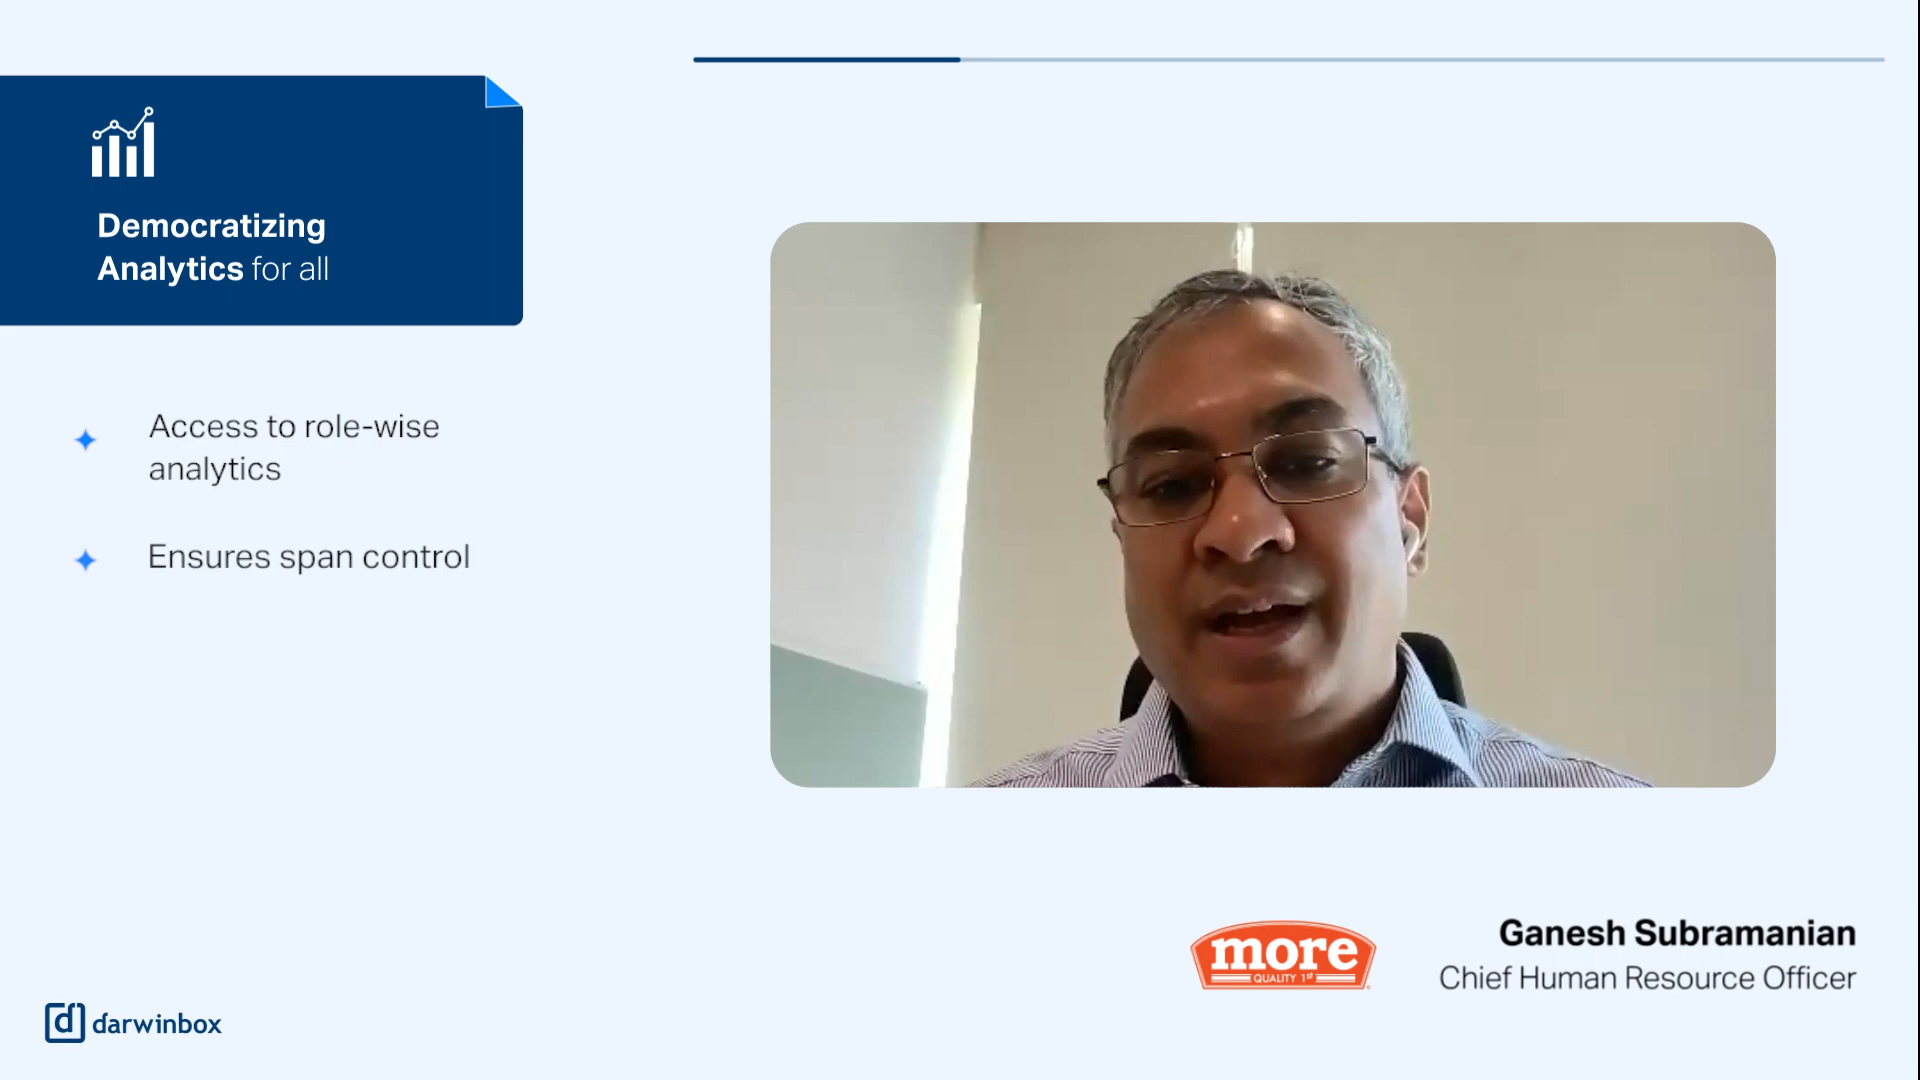 Democratizing
Analytics for all
Access to role-wise
analytics
Ensures span control
more
QUALITY 1st
Ganesh Subramanian
Chief Human Resource Officer
darwinbox